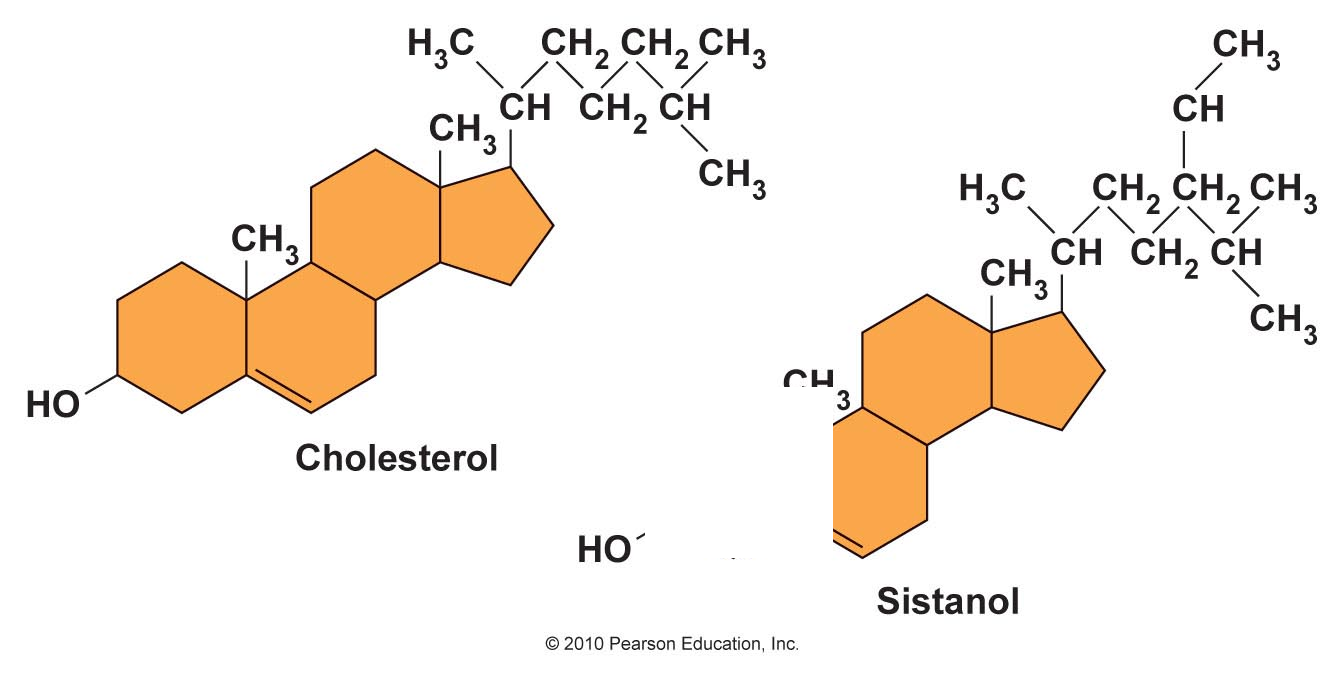 H3C CH2 CH2 CH3
CH CH2 CH
CH3
CH3
CH3
HO
Cholesterol
CH3
CH
H3C CH2 CH2 CH3
CH CH2 CH
CH3
CH3
CH3
HO
Sistanol
© 2010 Pearson Education, Inc.